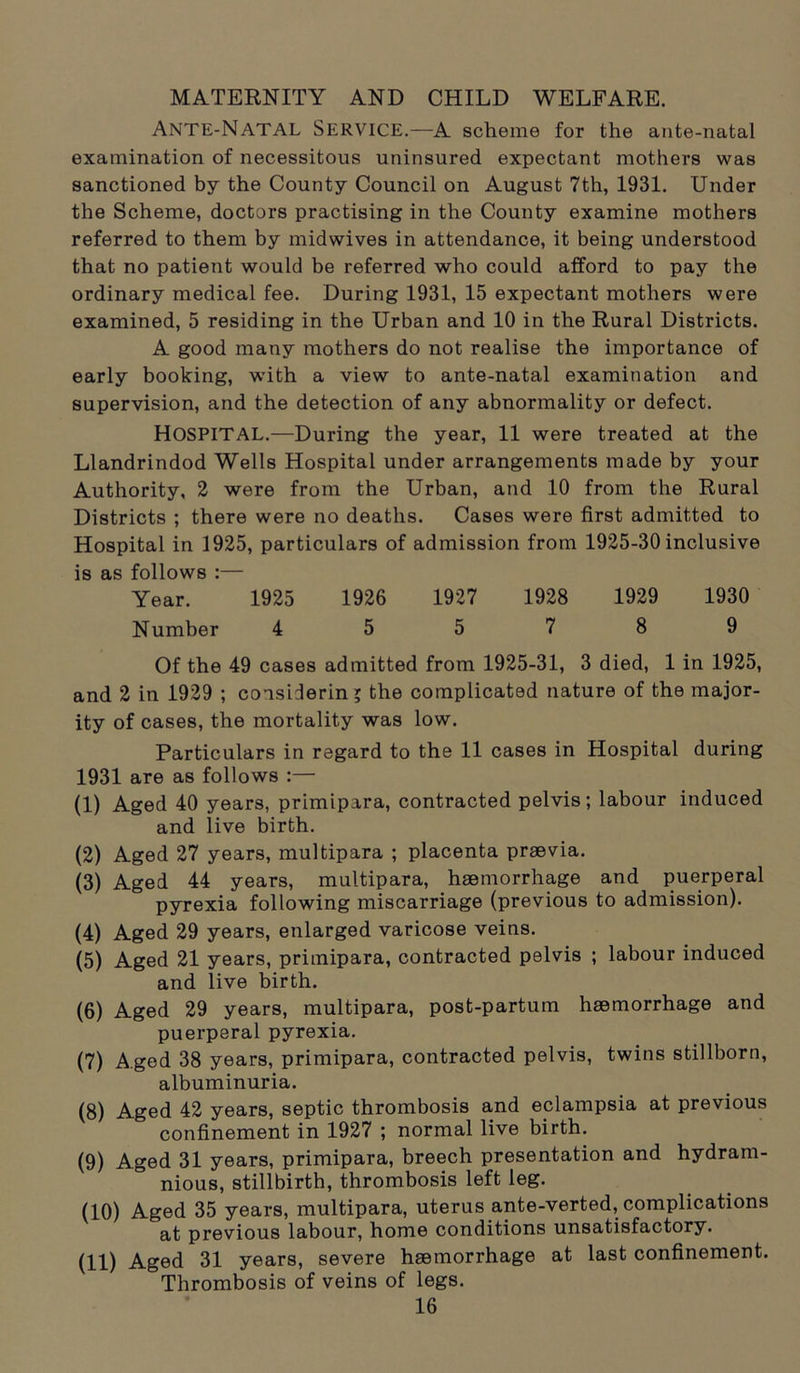 MATERNITY AND CHILD WELFARE.
ANTE-NATAL SERVICE.—A scheme for the ante-natal
examination of necessitous uninsured expectant mothers was
sanctioned by the County Council on August 7th, 1931. Under
the Scheme, doctors practising in the County examine mothers
referred to them by midwives in attendance, it being understood
that no patient would be referred who could afford to pay the
ordinary medical fee. During 1931, 15 expectant mothers were
examined, 5 residing in the Urban and 10 in the Rural Districts.
A good many mothers do not realise the importance of
early booking, with a view to ante-natal examination and
supervision, and the detection of any abnormality or defect.
HOSPITAL.—During the year, 11 were treated at the
Llandrindod Wells Hospital under arrangements made by your
Authority, 2 were from the Urban, and 10 from the Rural
Districts ; there were no deaths. Cases were first admitted to
Hospital in 1925, particulars of admission from 1925-30 inclusive
is as follows :—
Year. 1925 1926 1927 1928 1929 1930
Number 4 5 5 7 8 9
Of the 49 cases admitted from 1925-31, 3 died, 1 in 1925,
and 2 in 1929 ; considering the complicated nature of the major-
ity of cases, the mortality was low.
Particulars in regard to the 11 cases in Hospital during
1931 are as follows :—
(1) Aged 40 years, primipara, contracted pelvis; labour induced
and live birth.
(2) Aged 27 years, multipara ; placenta prævia.
(3) Aged 44 years, multipara, hæmorrhage and puerperal
pyrexia following miscarriage (previous to admission).
(4) Aged 29 years, enlarged varicose veins.
(5) Aged 21 years, primipara, contracted pelvis ; labour induced
and live birth.
(6) Aged 29 years, multipara, post-partum hæmorrhage and
puerperal pyrexia.
(7) Aged 38 years, primipara, contracted pelvis, twins stillborn,
albuminuria.
(8) Aged 42 years, septic thrombosis and eclampsia at previous
confinement in 1927 ; normal live birth.
(9) Aged 31 years, primipara, breech presentation and hydram-
nious, stillbirth, thrombosis left leg.
(10) Aged 35 years, multipara, uterus ante-verted, complications
at previous labour, home conditions unsatisfactory.
(11) Aged 31 years, severe hæmorrhage at last confinement.
Thrombosis of veins of legs.
16